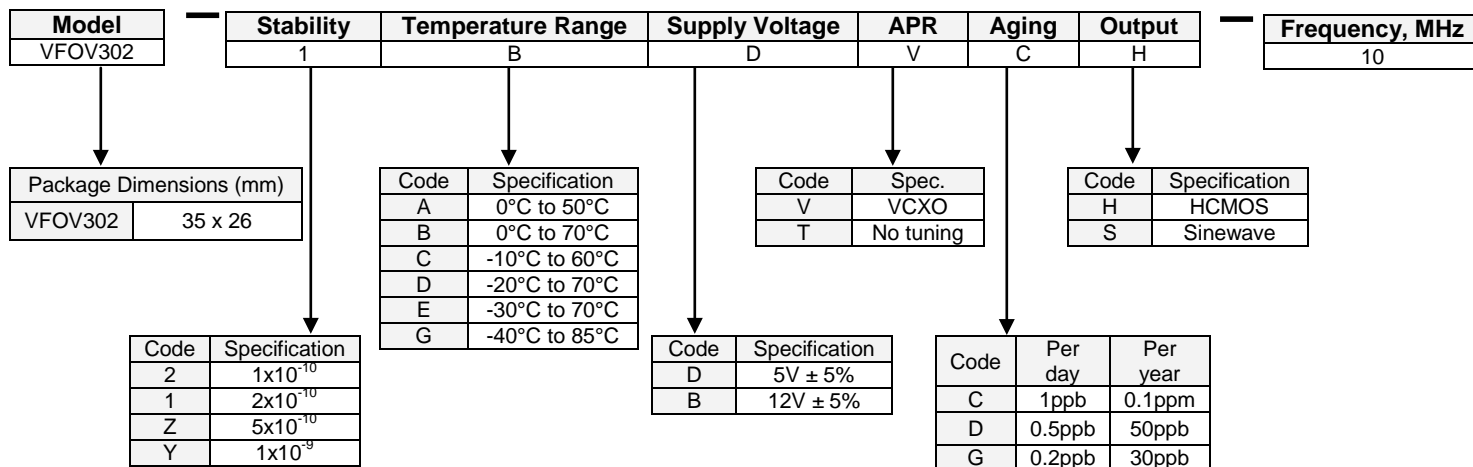 Model Stability Temperature Range Supply Voltage APR Aging Output Frequency, MHz
VFOV302 1 B D V C H 10
Package Dimensions (mm)
VFOV302 35 x 26
Code Specification
A 0°C to 50°C
B 0°C to 70°C
C -10°C to 60°C
D -20°C to 70°C
E -30°C to 70°C
G -40°C to 85°C
Code Spec.
V VCXO
T No tuning
Code Specification
H HCMOS
S Sinewave
Code Specification
2 1x10⁻¹⁰
1 2x10⁻¹⁰
Z 5x10⁻¹⁰
Y 1x10⁻⁹
Code Specification
D 5V ± 5%
B 12V ± 5%
Code Per day Per year
C 1ppb 0.1ppm
D 0.5ppb 50ppb
G 0.2ppb 30ppb